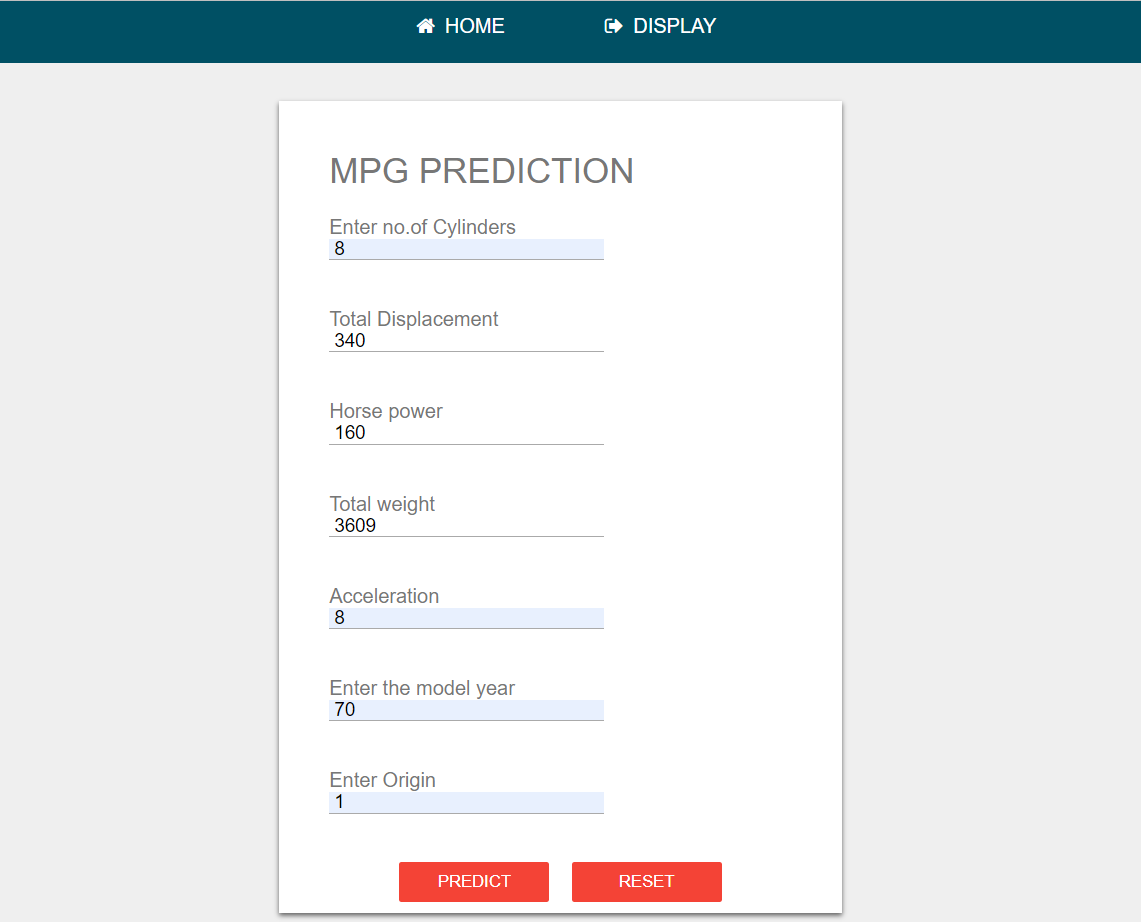 HOME DISPLAY
MPG PREDICTION
Enter no.of Cylinders
8
Total Displacement
340
Horse power
160
Total weight
3609
Acceleration
8
Enter the model year
70
Enter Origin
1
PREDICT RESET